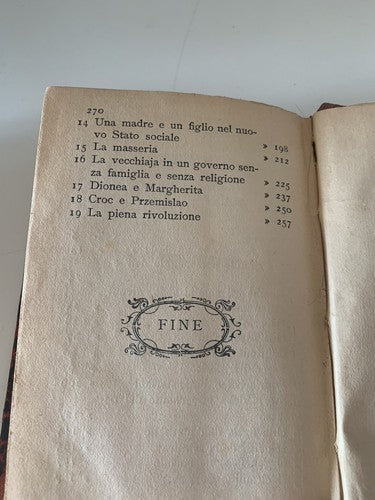 270
14 Una madre e un figlio nel nuo-
vo Stato sociale » 198
15 La masseria » 212
16 La vecchiaja in un governo sen-
za famiglia e senza religione » 225
17 Dionea e Margherita » 237
18 Croc e Przemislao » 250
19 La piena rivoluzione » 257
FINE